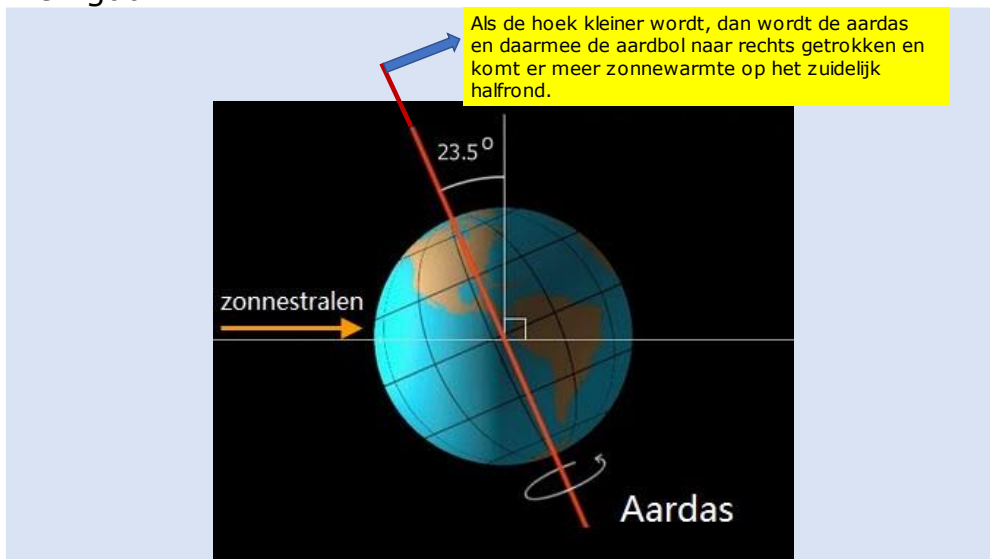 Als de hoek kleiner wordt, dan wordt de aardas
en daarmee de aardbol naar rechts getrokken en
komt er meer zonnewarmte op het zuidelijk
halfrond.
23.5⁰
zonnestralen
Aardas